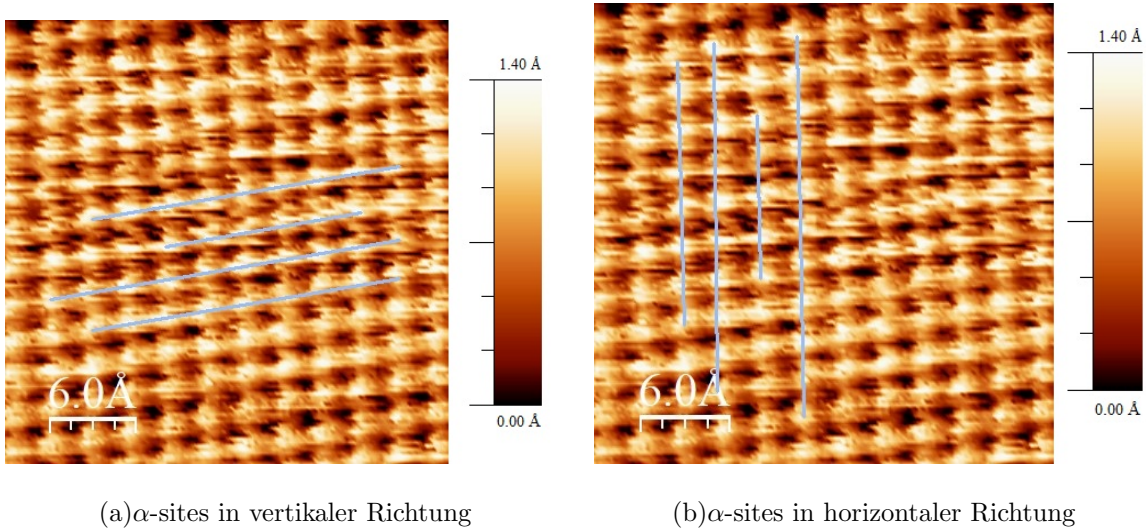 1.40 Å
0.00 Å
6.0Å
(a)α-sites in vertikaler Richtung
1.40 Å
0.00 Å
6.0Å
(b)α-sites in horizontaler Richtung